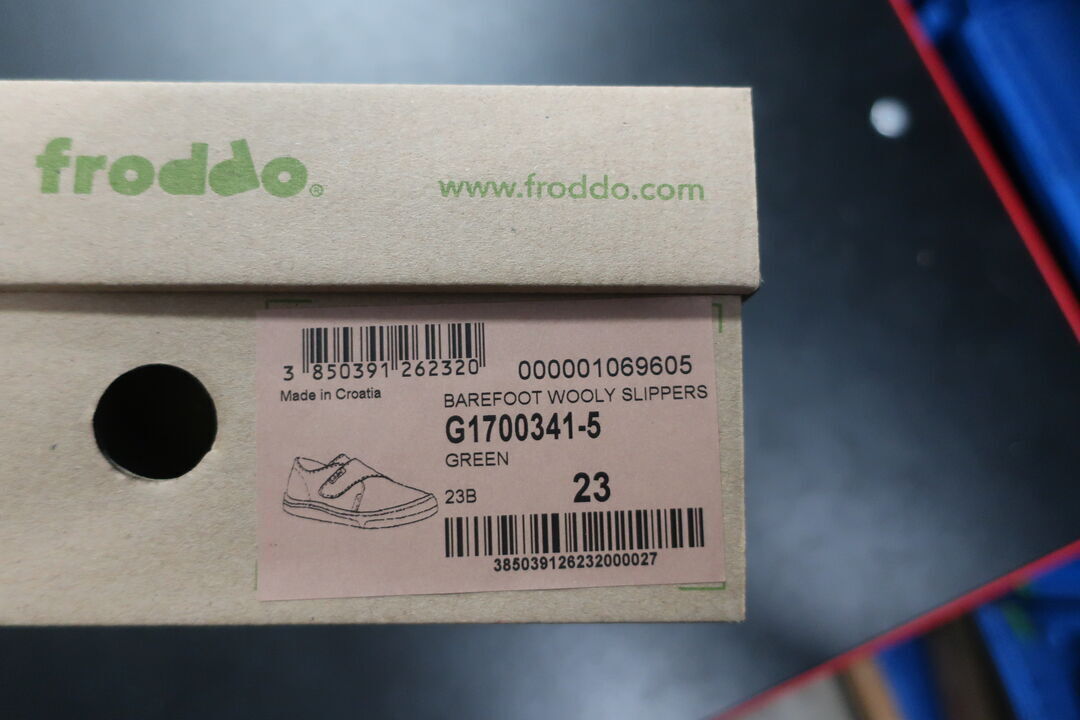 froddo®
www.froddo.com
3 850391 262320
000001069605
Made in Croatia
BAREFOOT WOOLY SLIPPERS
G1700341-5
GREEN
23B
23
385039126232000027